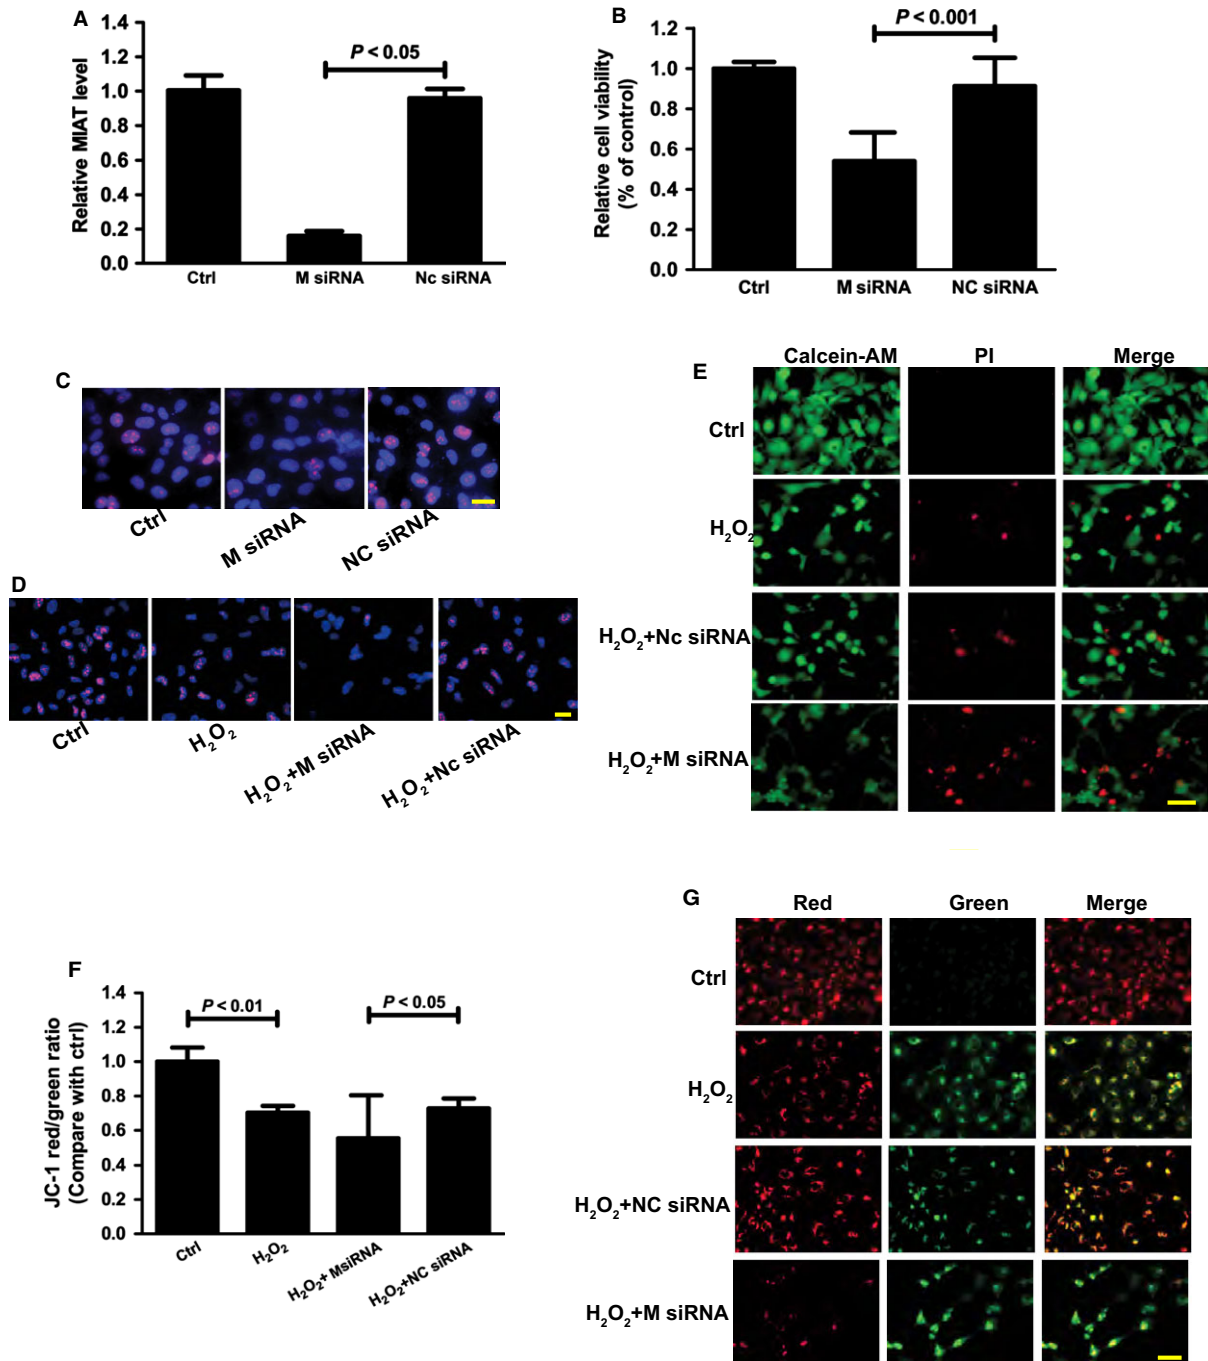 A
Relative MIAT level
1.4
1.2
1.0
0.8
0.6
0.4
0.2
0.0
P < 0.05
Ctrl
M siRNA
Nc siRNA
B
Relative cell viability
(% of control)
1.2
1.0
0.8
0.6
0.4
0.2
0.0
P < 0.001
Ctrl
M siRNA
NC siRNA
C
Ctrl
M siRNA
NC siRNA
D
Ctrl
H₂O₂
H₂O₂+M siRNA
H₂O₂+Nc siRNA
E
Calcein-AM
PI
Merge
Ctrl
H₂O₂
H₂O₂+Nc siRNA
H₂O₂+M siRNA
F
JC-1 red/green ratio
(Compare with ctrl)
1.4
1.2
1.0
0.8
0.6
0.4
0.2
0.0
P < 0.01
P < 0.05
Ctrl
H₂O₂
H₂O₂+ MsiRNA
H₂O₂+NC siRNA
G
Red
Green
Merge
Ctrl
H₂O₂
H₂O₂+NC siRNA
H₂O₂+M siRNA